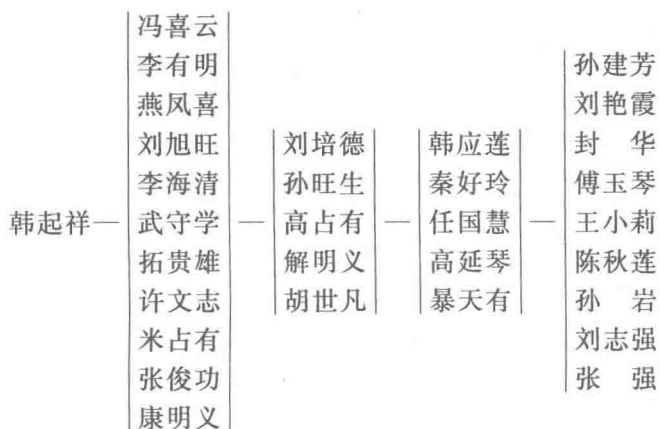 韩起祥—
冯喜云
李有明
燕凤喜
刘旭旺
李海清
武守学
拓贵雄
许文志
米占有
张俊功
康明义
—
刘培德
孙旺生
高占有
解明义
胡世凡
—
韩应莲
秦好玲
任国慧
高延琴
暴天有
—
孙建芳
刘艳霞
封　华
傅玉琴
王小莉
陈秋莲
孙　岩
刘志强
张　强